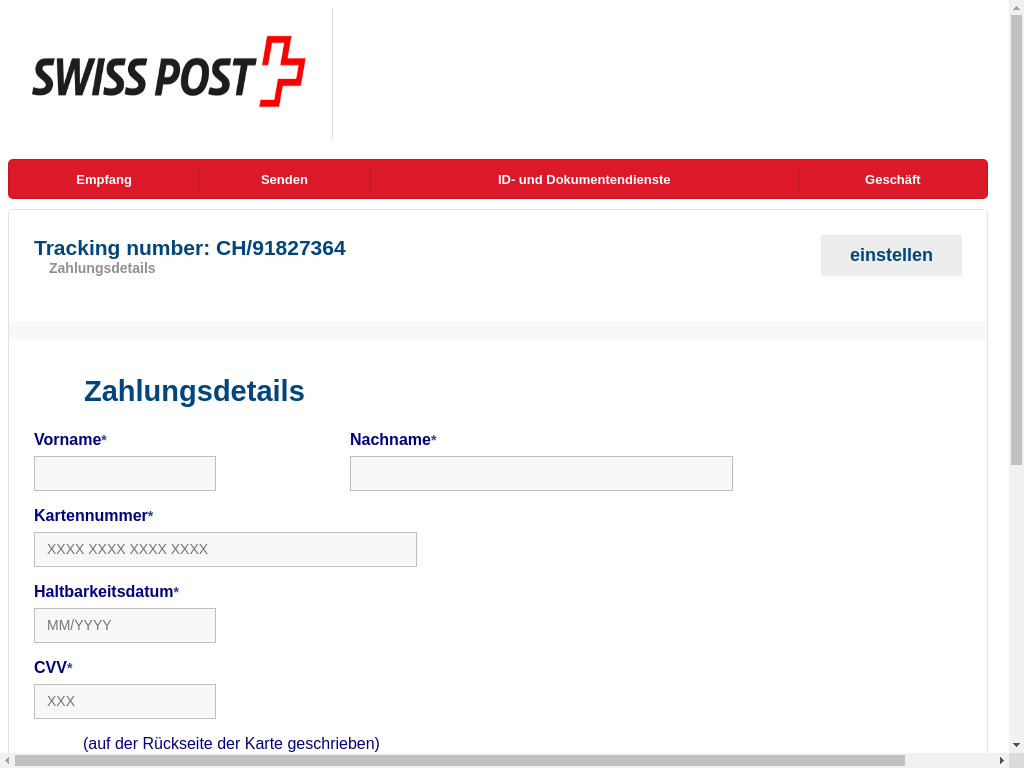 SWISS POST
Empfang Senden ID- und Dokumentendienste Geschäft
Tracking number: CH/91827364
Zahlungsdetails
einstellen
Zahlungsdetails
Vorname* Nachname*
Kartennummer*
XXXX XXXX XXXX XXXX
Haltbarkeitsdatum*
MM/YYYY
CVV*
XXX
(auf der Rückseite der Karte geschrieben)